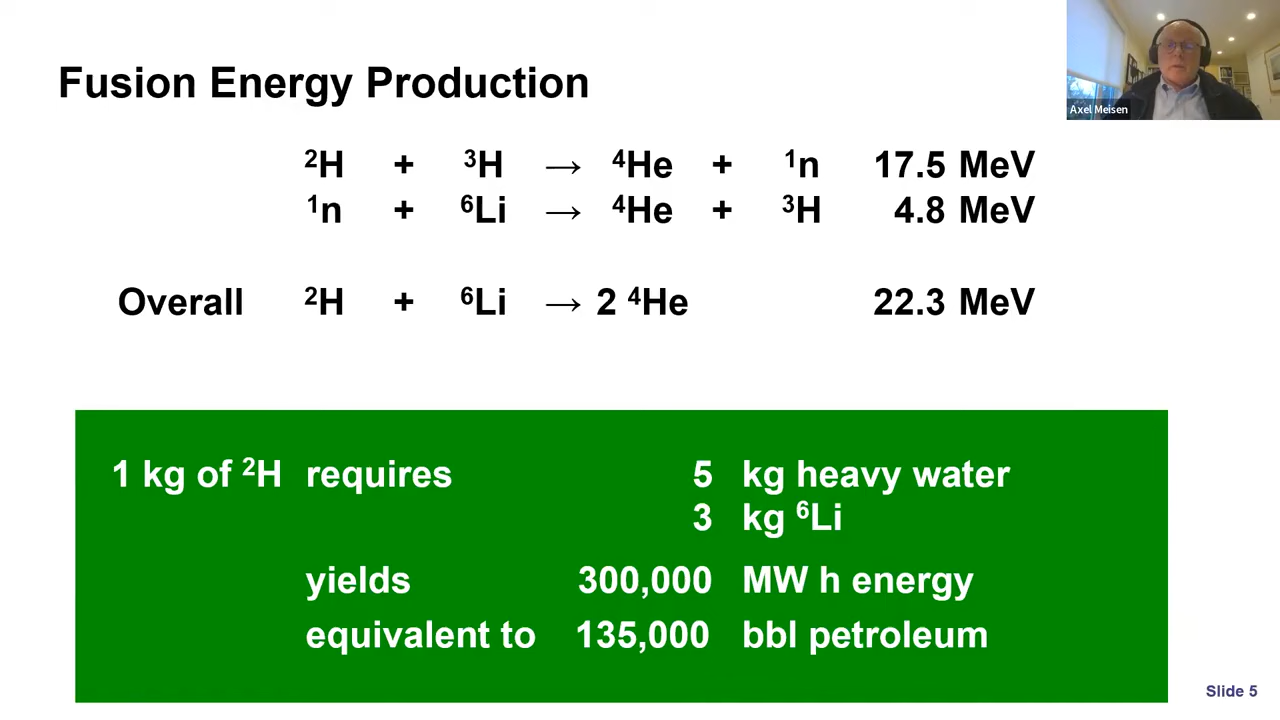 Fusion Energy Production
²H + ³H → ⁴He + ¹n 17.5 MeV
¹n + ⁶Li → ⁴He + ³H 4.8 MeV
Overall ²H + ⁶Li → 2 ⁴He 22.3 MeV
1 kg of ²H requires 5 kg heavy water
3 kg ⁶Li
yields 300,000 MW h energy
equivalent to 135,000 bbl petroleum
Slide 5
Axel Meisen